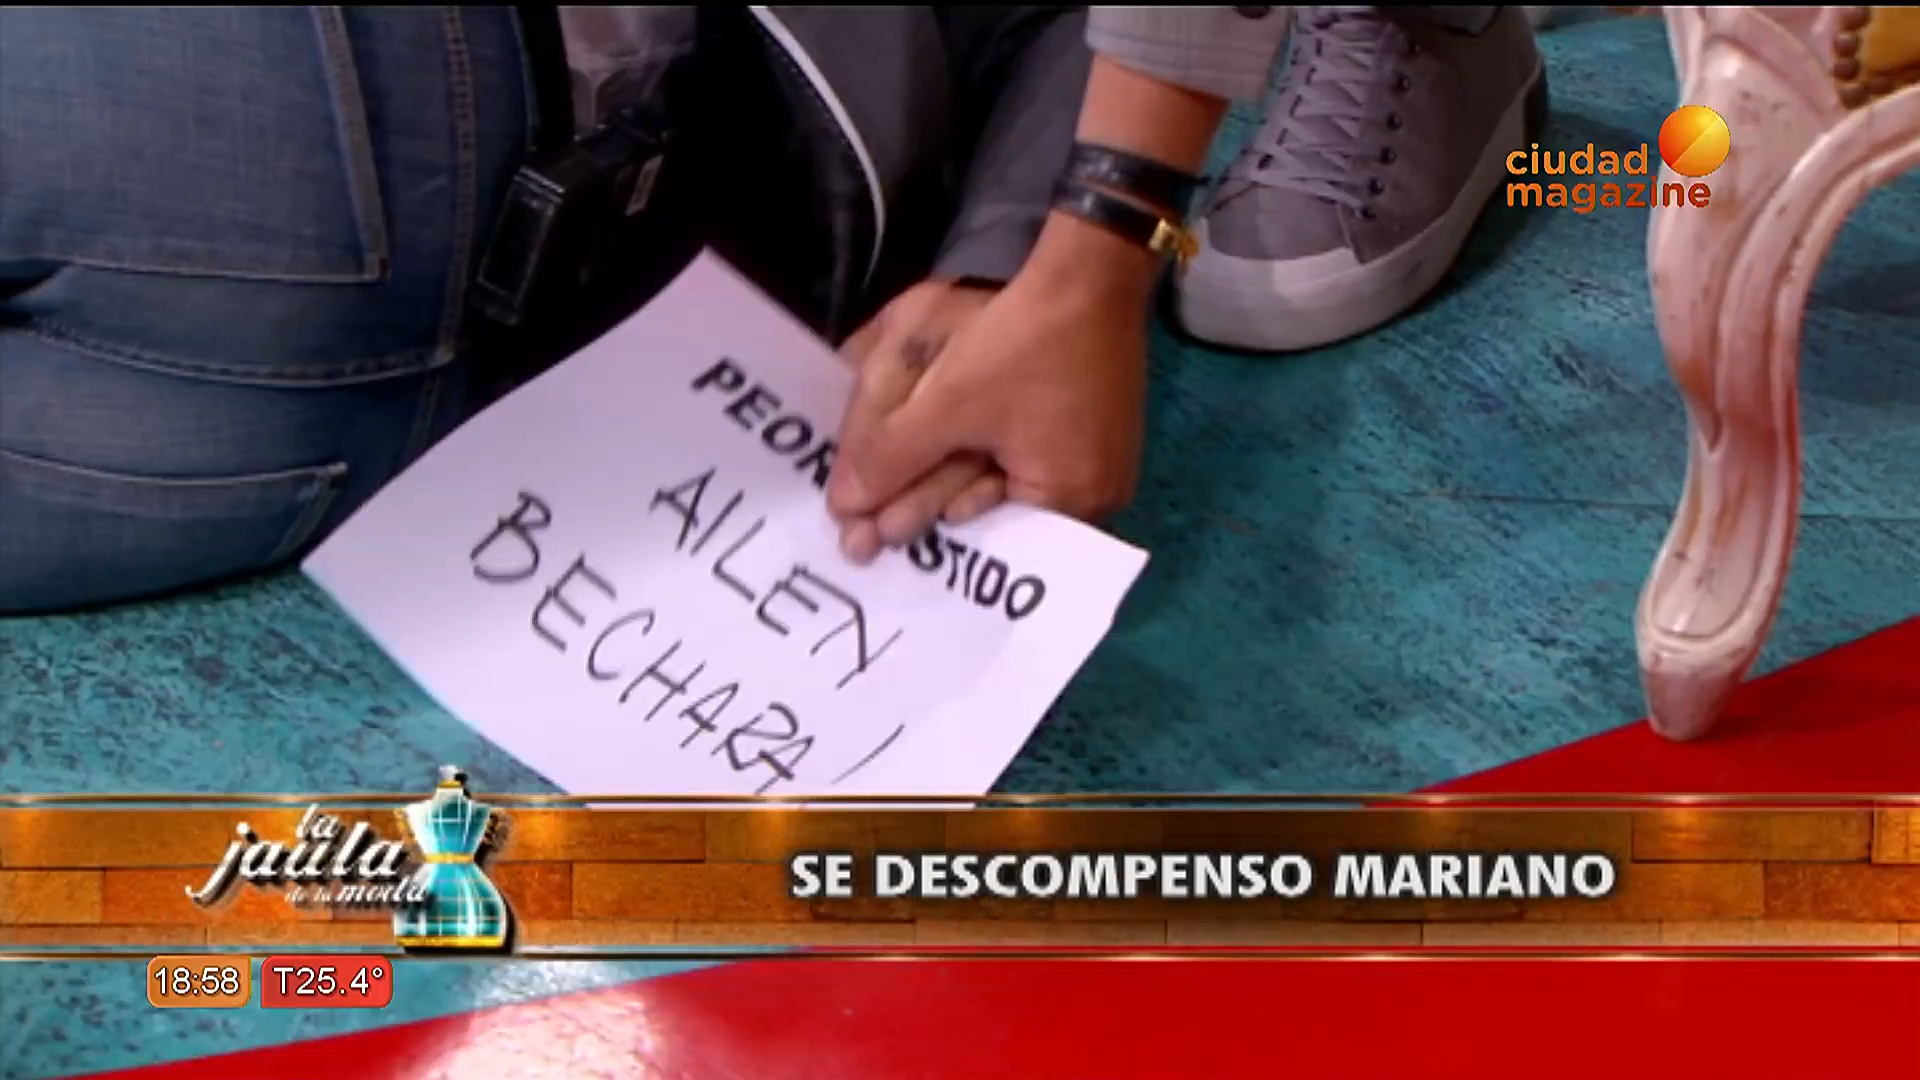 ciudad
magazine
PEOR
STIDO
AILEN
BECHARA!
la
jaula
de la moda
SE DESCOMPENSO MARIANO
18:58
T25.4°